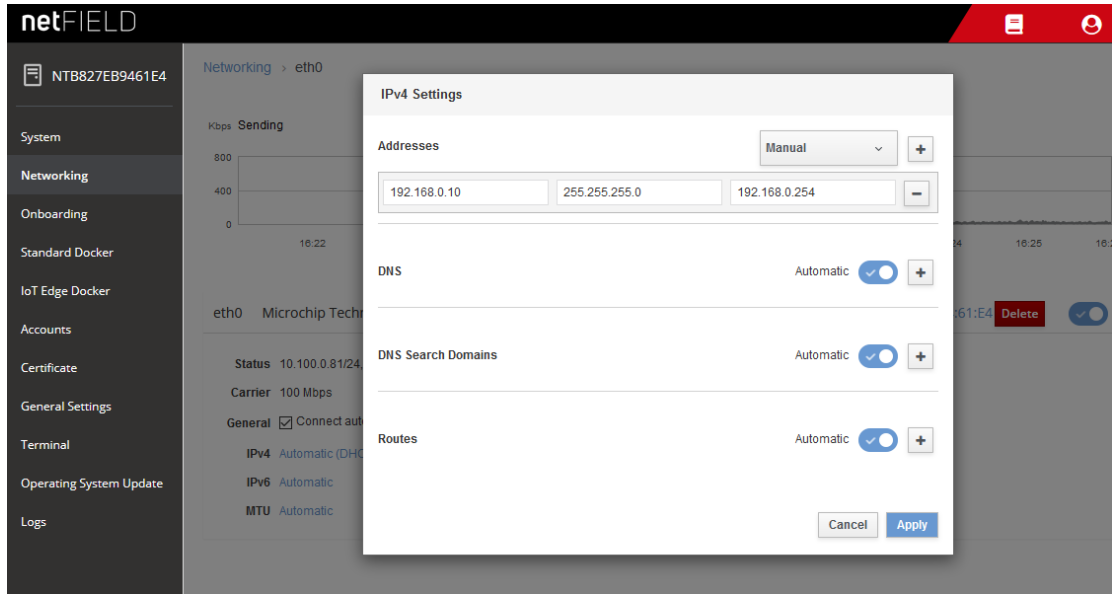 netFIELD
NTB827EB9461E4
System
Networking
Onboarding
Standard Docker
IoT Edge Docker
Accounts
Certificate
General Settings
Terminal
Operating System Update
Logs
Networking > eth0
Kbps Sending
800
400
0
16:22
16:25
eth0 Microchip
:61:E4 Delete
Status 10.100.0.81/24,
Carrier 100 Mbps
General Connect
IPv4 Automatic
IPv6 Automatic
MTU Automatic
IPv4 Settings
Addresses Manual +
192.168.0.10 255.255.255.0 192.168.0.254 −
DNS Automatic +
DNS Search Domains Automatic +
Routes Automatic +
Cancel Apply